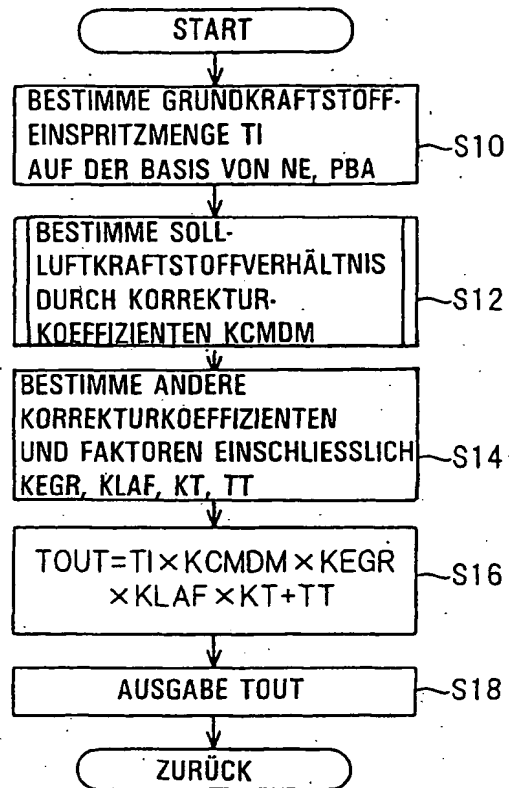 START
BESTIMME GRUNDKRAFTSTOFF-
EINSPRITZMENGE TI
AUF DER BASIS VON NE, PBA
S10
BESTIMME SOLL-
LUFTKRAFTSTOFFVERHÄLTNIS
DURCH KORREKTUR-
KOEFFIZIENTEN KCMDM
S12
BESTIMME ANDERE
KORREKTURKOEFFIZIENTEN
UND FAKTOREN EINSCHLIESSLICH
KEGR, KLAF, KT, TT
S14
TOUT=TI×KCMDM×KEGR
×KLAF×KT+TT
S16
AUSGABE TOUT
S18
ZURÜCK